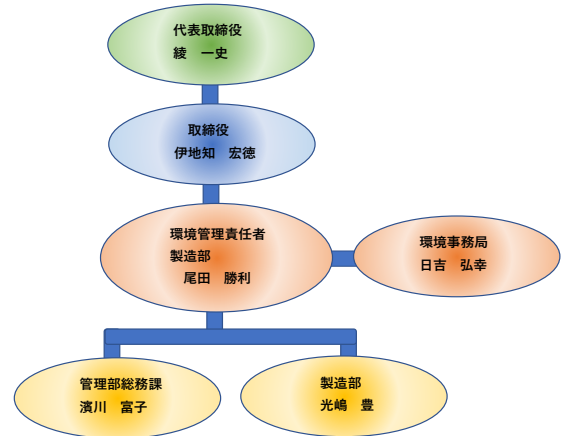 代表取締役
綾　一史
取締役
伊地知　宏徳
環境管理責任者
製造部
尾田　勝利
環境事務局
日吉　弘幸
管理部総務課
濱川　富子
製造部
光嶋　豊